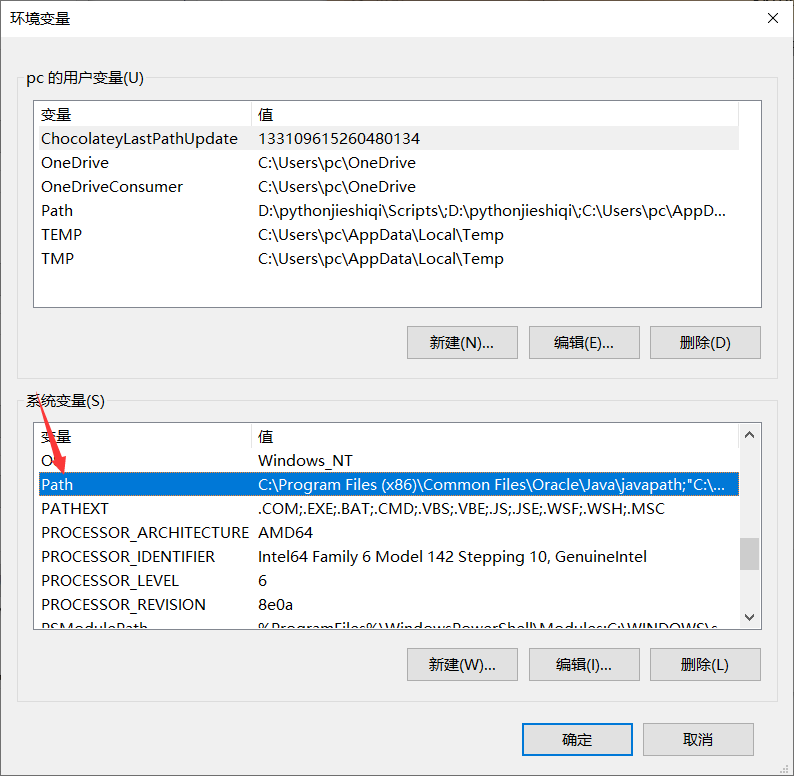 环境变量
pc 的用户变量(U)
变量 值
ChocolateyLastPathUpdate 133109615260480134
OneDrive C:\Users\pc\OneDrive
OneDriveConsumer C:\Users\pc\OneDrive
Path D:\pythonjieshiqi\Scripts\;D:\pythonjieshiqi\;C:\Users\pc\AppD...
TEMP C:\Users\pc\AppData\Local\Temp
TMP C:\Users\pc\AppData\Local\Temp
新建(N)... 编辑(E)... 删除(D)
系统变量(S)
变量 值
Windows_NT
Path C:\Program Files (x86)\Common Files\Oracle\Java\javapath;"C:\...
PATHEXT .COM;.EXE;.BAT;.CMD;.VBS;.VBE;.JS;.JSE;.WSF;.WSH;.MSC
PROCESSOR_ARCHITECTURE AMD64
PROCESSOR_IDENTIFIER Intel64 Family 6 Model 142 Stepping 10, GenuineIntel
PROCESSOR_LEVEL 6
PROCESSOR_REVISION 8e0a
PSModulePath %ProgramFiles%\WindowsPowerShell\Modules;C:\WINDOWS\s...
新建(W)... 编辑(I)... 删除(L)
确定 取消